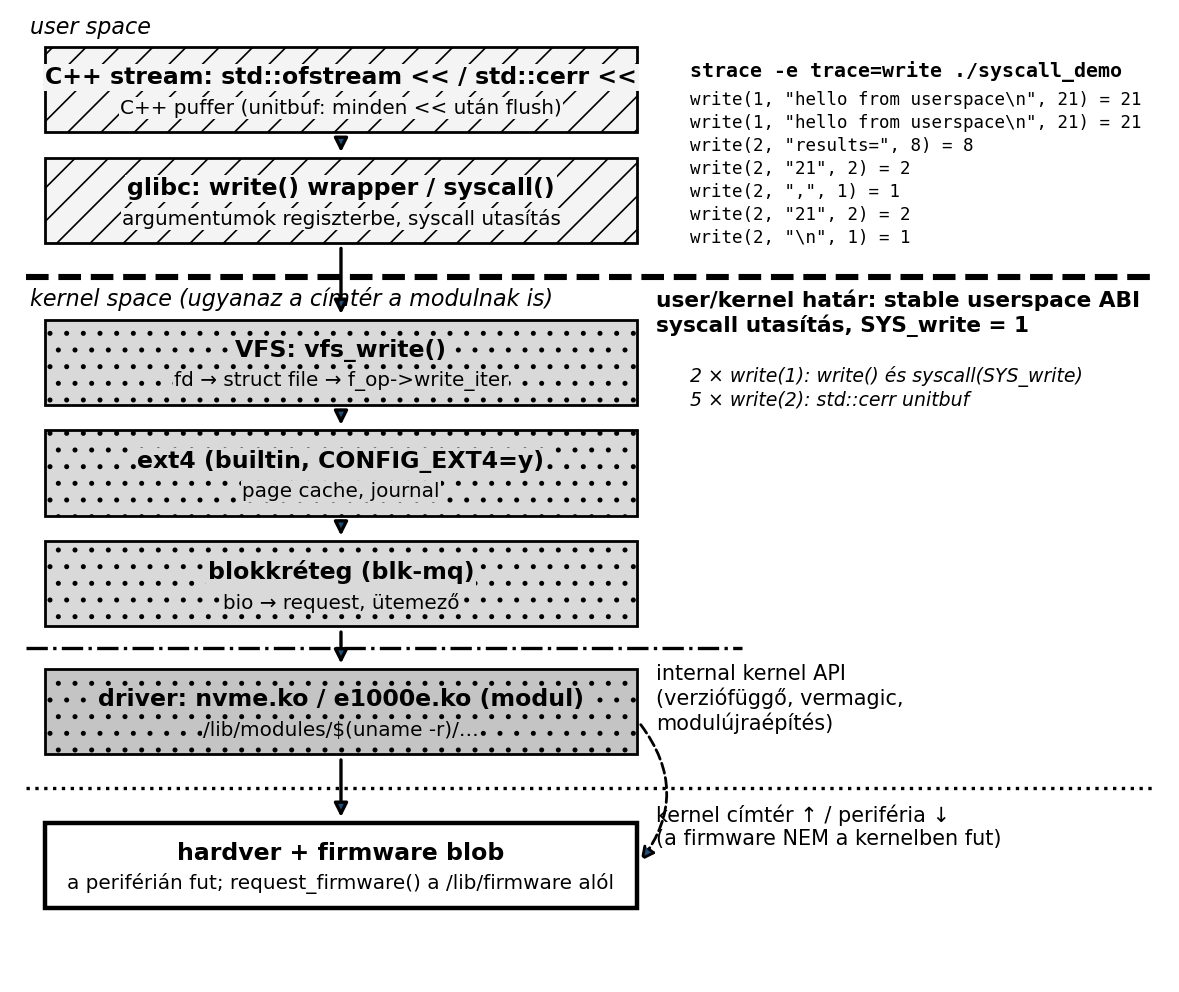 user space
C++ stream: std::ofstream << / std::cerr <<
C++ puffer (unitbuf: minden << után flush)
glibc: write() wrapper / syscall()
argumentumok regiszterbe, syscall utasítás
strace -e trace=write ./syscall_demo
write(1, "hello from userspace\n", 21) = 21
write(1, "hello from userspace\n", 21) = 21
write(2, "results=", 8) = 8
write(2, "21", 2) = 2
write(2, ",", 1) = 1
write(2, "21", 2) = 2
write(2, "\n", 1) = 1
kernel space (ugyanaz a címtér a modulnak is)
user/kernel határ: stable userspace ABI
syscall utasítás, SYS_write = 1
VFS: vfs_write()
fd → struct file → f_op->write_iter
2 × write(1): write() és syscall(SYS_write)
5 × write(2): std::cerr unitbuf
ext4 (builtin, CONFIG_EXT4=y)
page cache, journal
blokkréteg (blk-mq)
bio → request, ütemező
driver: nvme.ko / e1000e.ko (modul)
/lib/modules/$(uname -r)/…
internal kernel API
(verziófüggő, vermagic,
modulújraépítés)
kernel címtér ↑ / periféria ↓
(a firmware NEM a kernelben fut)
hardver + firmware blob
a periférián fut; request_firmware() a /lib/firmware alól